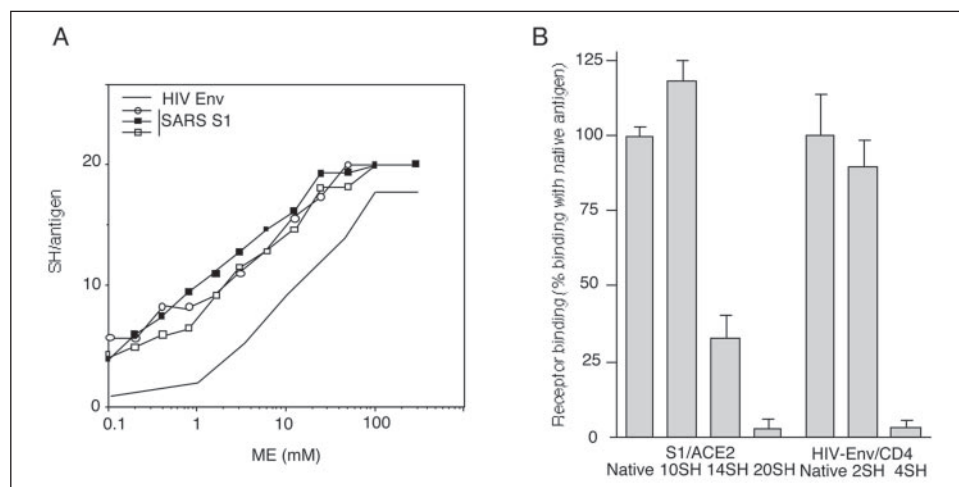 A
HIV Env
SARS S1
SH/antigen
20
10
0
0.1
1
10
100
ME (mM)
B
Receptor binding (% binding with native antigen)
125
100
75
50
25
0
S1/ACE2
HIV-Env/CD4
Native 10SH 14SH 20SH Native 2SH 4SH